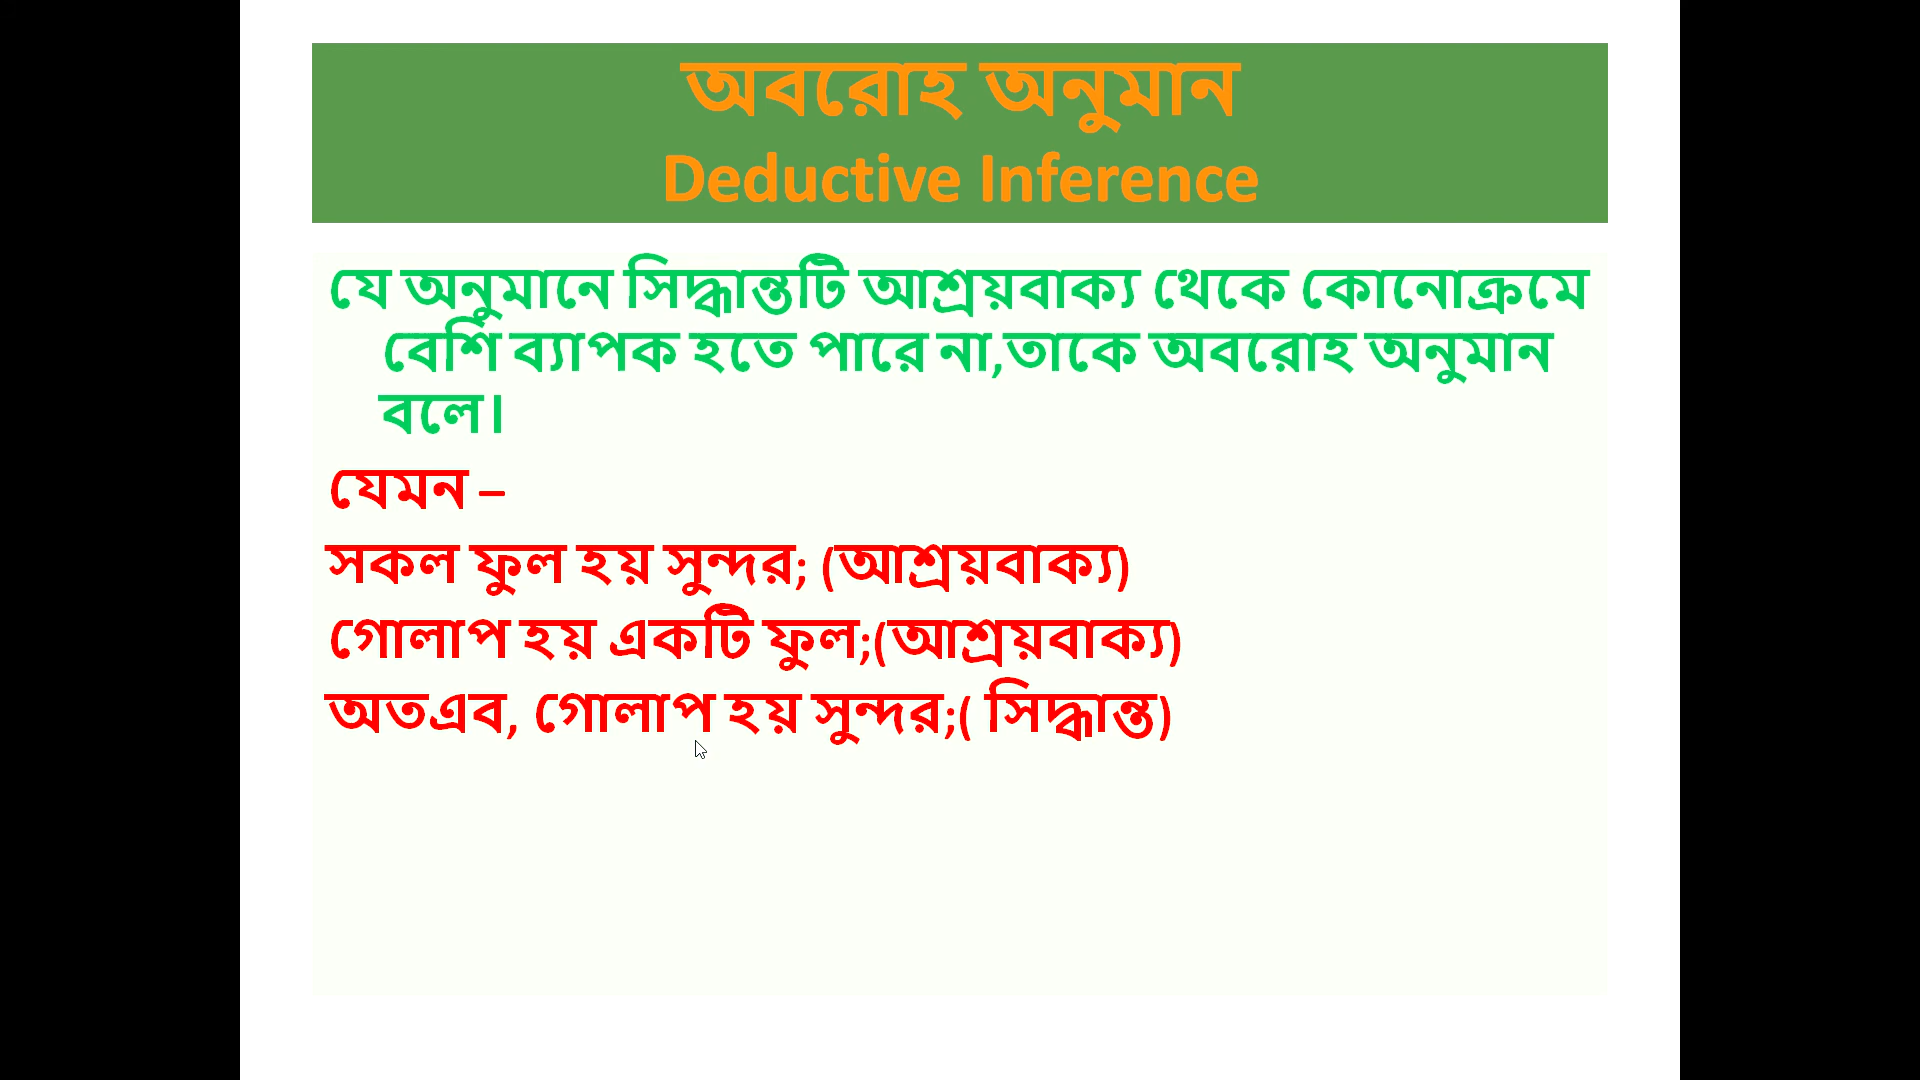 অবরোহ অনুমান
Deductive Inference
যে অনুমানে সিদ্ধান্তটি আশ্রয়বাক্য থেকে কোনোক্রমে
বেশি ব্যাপক হতে পারে না,তাকে অবরোহ অনুমান
বলে।
যেমন –
সকল ফুল হয় সুন্দর; (আশ্রয়বাক্য)
গোলাপ হয় একটি ফুল;(আশ্রয়বাক্য)
অতএব, গোলাপ হয় সুন্দর;( সিদ্ধান্ত)